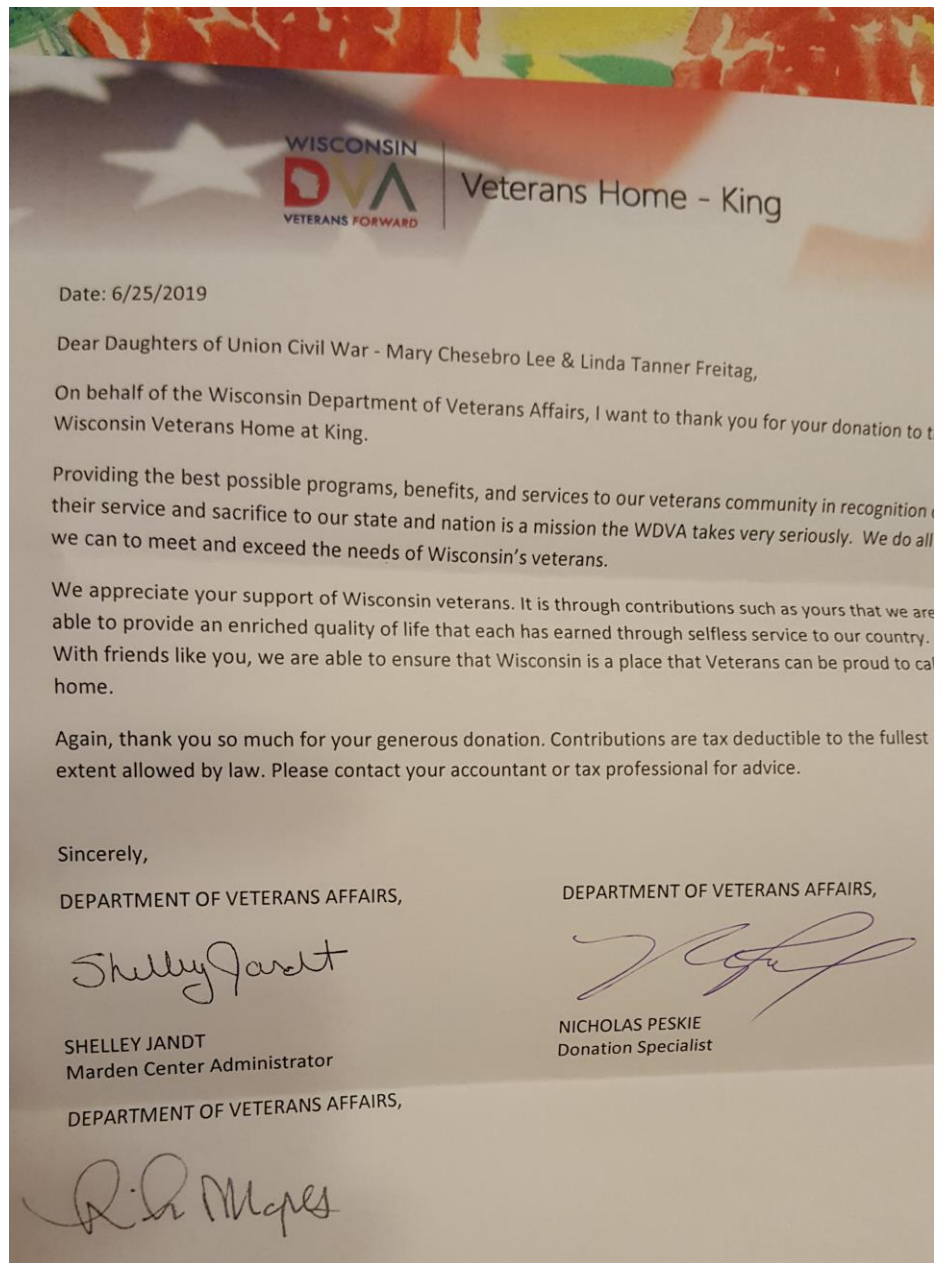 WISCONSIN
DVA
VETERANS FORWARD
Veterans Home - King
Date: 6/25/2019
Dear Daughters of Union Civil War - Mary Chesebro Lee & Linda Tanner Freitag,
On behalf of the Wisconsin Department of Veterans Affairs, I want to thank you for your donation to t
Wisconsin Veterans Home at King.
Providing the best possible programs, benefits, and services to our veterans community in recognition
their service and sacrifice to our state and nation is a mission the WDVA takes very seriously. We do all
we can to meet and exceed the needs of Wisconsin's veterans.
We appreciate your support of Wisconsin veterans. It is through contributions such as yours that we are
able to provide an enriched quality of life that each has earned through selfless service to our country.
With friends like you, we are able to ensure that Wisconsin is a place that Veterans can be proud to cal
home.
Again, thank you so much for your generous donation. Contributions are tax deductible to the fullest
extent allowed by law. Please contact your accountant or tax professional for advice.
Sincerely,
DEPARTMENT OF VETERANS AFFAIRS,
Shelley Jandt
SHELLEY JANDT
Marden Center Administrator
DEPARTMENT OF VETERANS AFFAIRS,
NICHOLAS PESKIE
Donation Specialist
DEPARTMENT OF VETERANS AFFAIRS,
Mapes